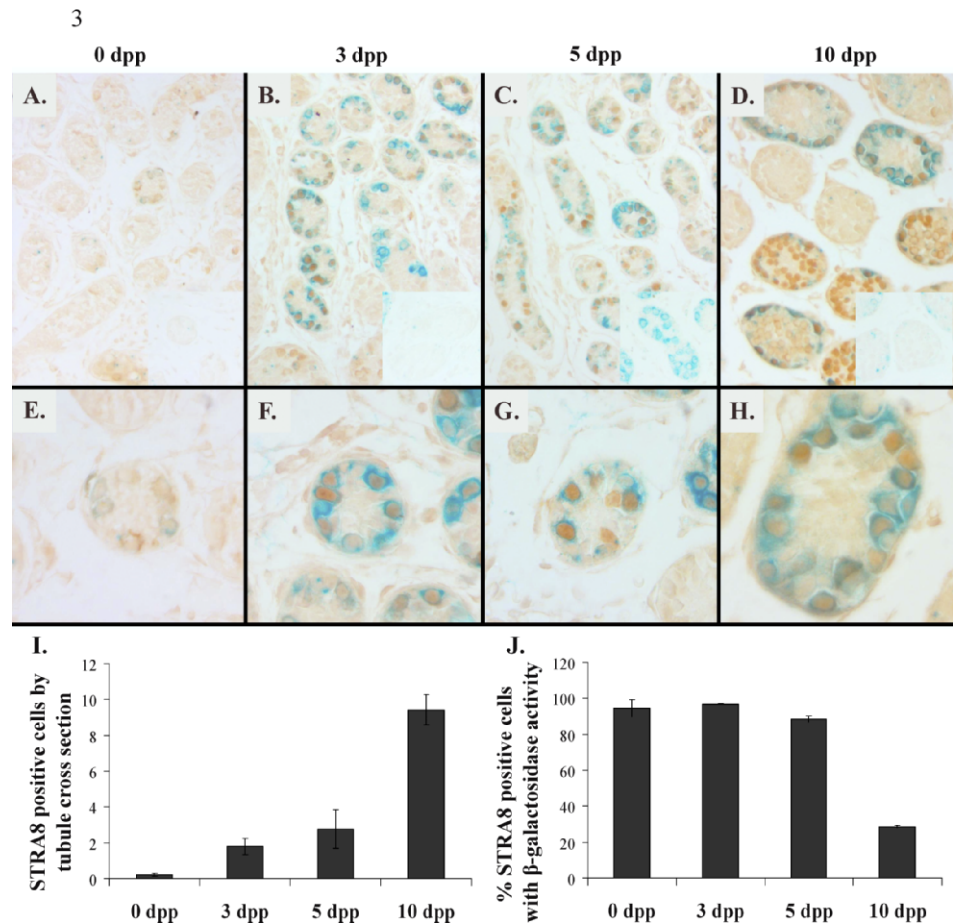 3
0 dpp 3 dpp 5 dpp 10 dpp
A. B. C. D.
E. F. G. H.
I. J.
STRA8 positive cells by
tubule cross section
12
10
8
6
4
2
0
0 dpp 3 dpp 5 dpp 10 dpp
% STRA8 positive cells
with β-galactosidase activity
120
100
80
60
40
20
0
0 dpp 3 dpp 5 dpp 10 dpp